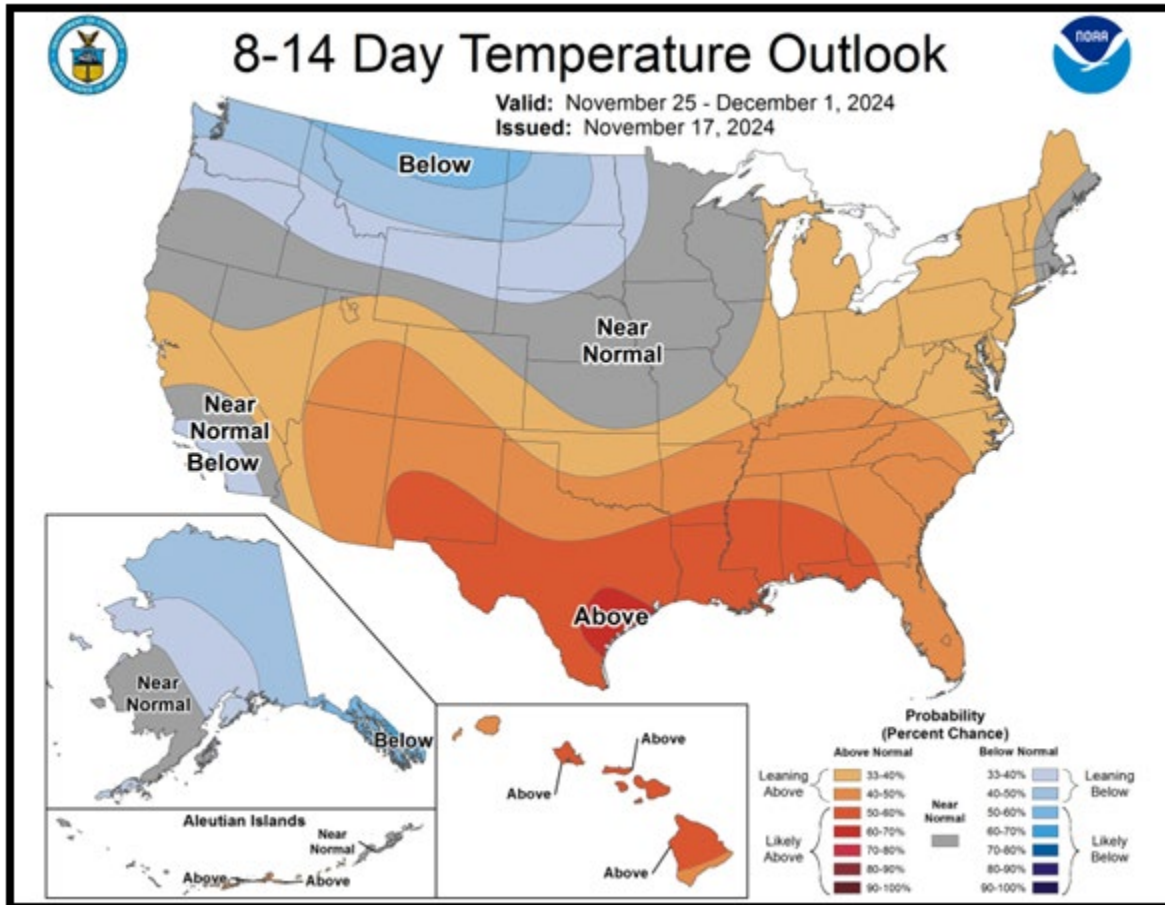 8-14 Day Temperature Outlook
NOAA
Valid: November 25 - December 1, 2024
Issued: November 17, 2024
Below
Near
Normal
Near
Normal
Below
Above
Near
Normal
Below
Aleutian Islands
Near
Normal
Above
Above
Above
Above
Above
Probability
(Percent Chance)
Above Normal
Below Normal
Leaning
Above
33-40%
40-50%
Likely
Above
50-60%
60-70%
70-80%
80-90%
90-100%
Near
Normal
33-40%
40-50%
Leaning
Below
50-60%
60-70%
70-80%
80-90%
90-100%
Likely
Below